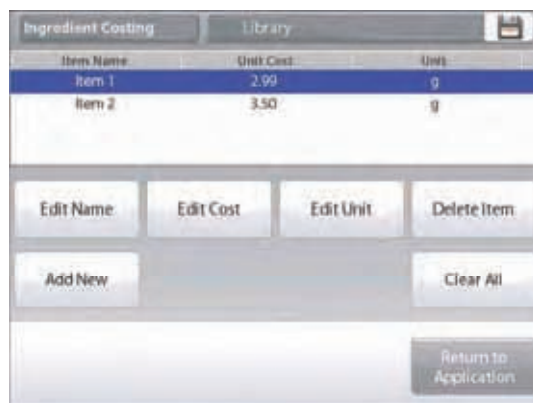 Ingredient Costing Library
Item Name Unit Cost Unit
Item 1 2.99 g
Item 2 3.50 g
Edit Name Edit Cost Edit Unit Delete Item
Add New Clear All
Return to
Application